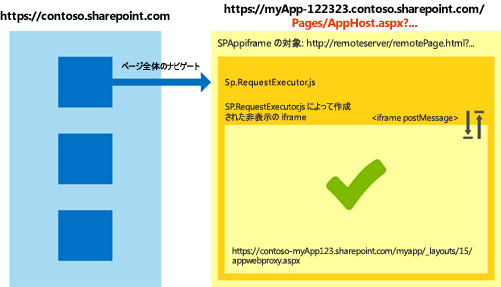 https://contoso.sharepoint.com
https://myApp-122323.contoso.sharepoint.com/
Pages/AppHost.aspx?...
SPAppiframe の対象: http://remoteserver/remotePage.html?...
ページ全体のナビゲート
Sp.RequestExecutor.js
SP.RequestExecutor.js によって作成
された非表示の iframe
<iframe postMessage>
https://contoso-myApp123.sharepoint.com/myapp/_layouts/15/
appwebproxy.aspx